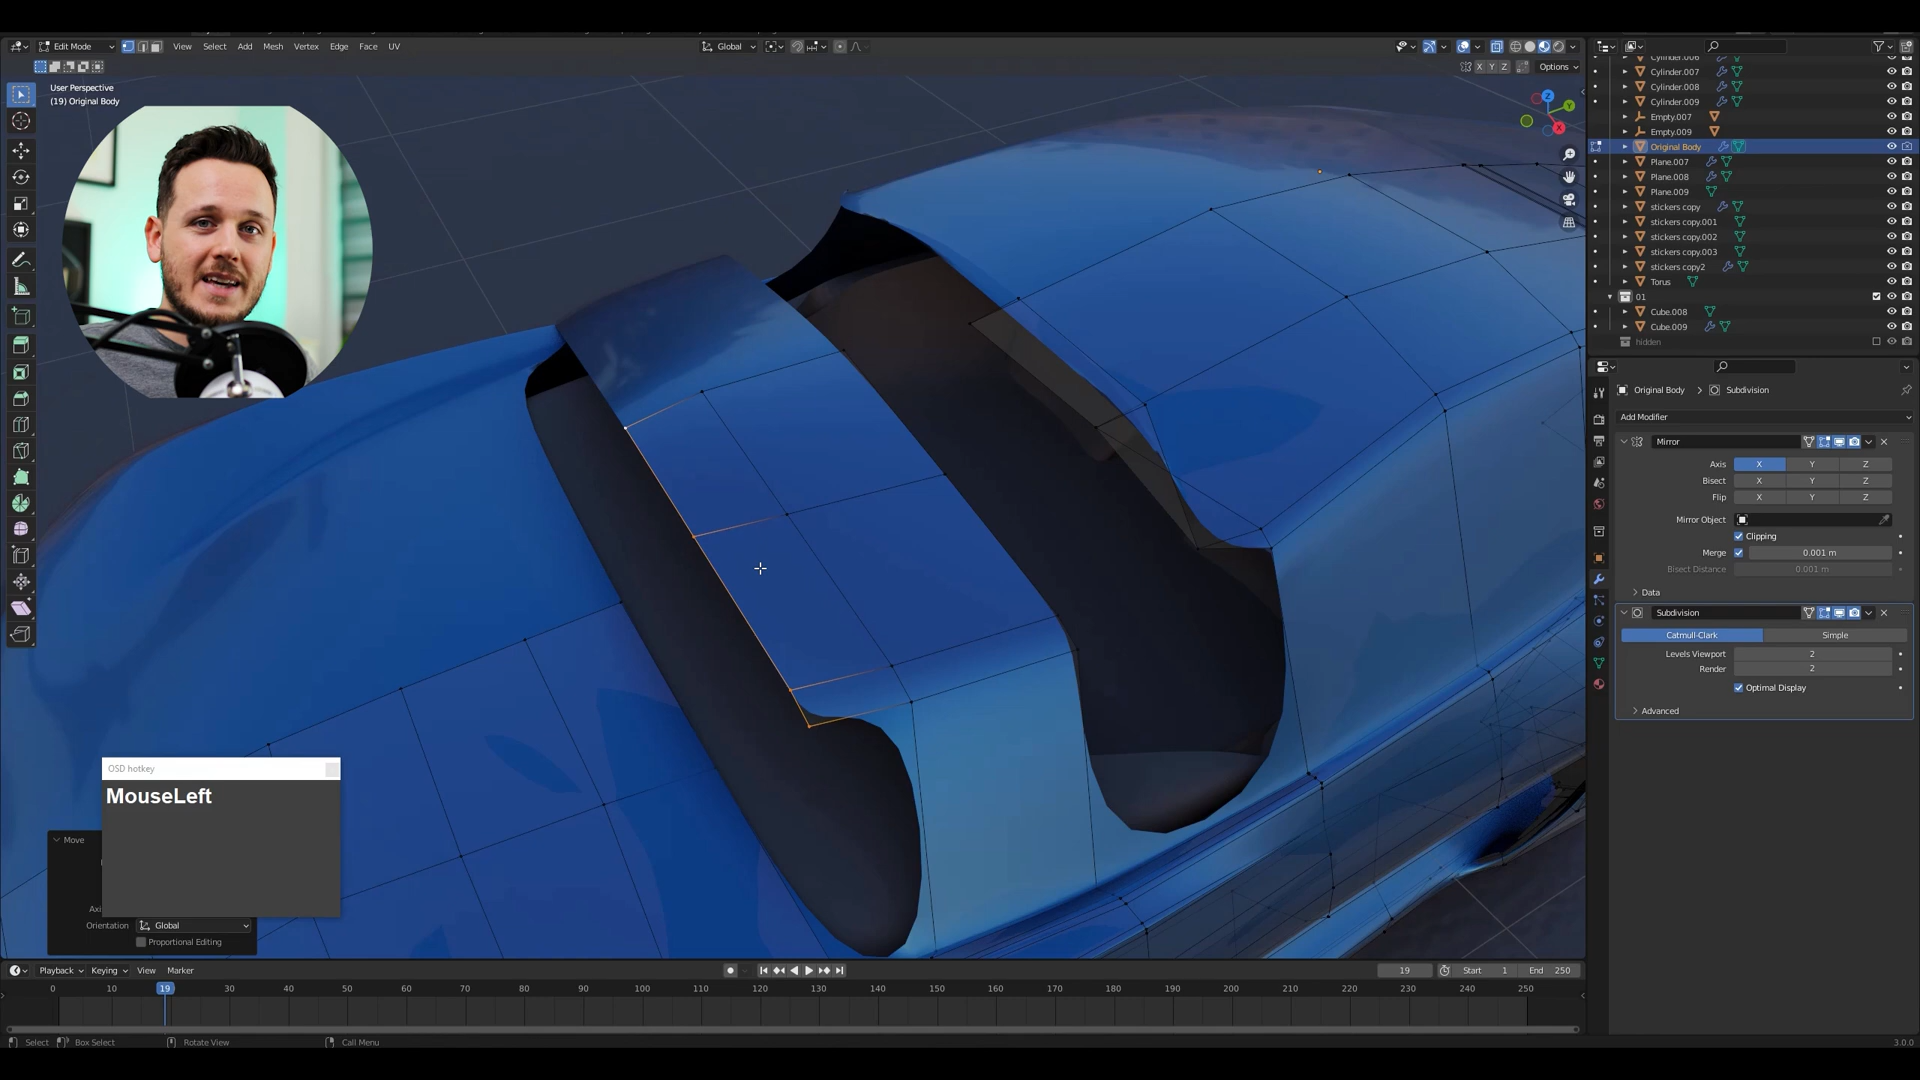 Edit Mode View Select Add Mesh Vertex Edge Face UV Global
X Y Z Options
User Perspective
(19) Original Body
Z
Y
X
Cylinder.006
Cylinder.007
Cylinder.008
Cylinder.009
Empty.007
Empty.009
Original Body
Plane.007
Plane.008
Plane.009
stickers copy
stickers copy.001
stickers copy.002
stickers copy.003
stickers copy2
Torus
01
Cube.008
Cube.009
hidden
Original Body > Subdivision
Add Modifier
Mirror
Axis X Y Z
Bisect X Y Z
Flip X Y Z
Mirror Object
Clipping
Merge 0.001 m
Bisect Distance 0.001 m
Data
Subdivision
Catmull-Clark Simple
Levels Viewport 2
Render 2
Optimal Display
Advanced
OSD hotkey
MouseLeft
Move
Axi
Orientation Global
Proportional Editing
Playback Keying View Marker 19 Start 1 End 250
0 10 19 30 40 50 60 70 80 90 100 110 120 130 140 150 160 170 180 190 200 210 220 230 240 250
Select Box Select Rotate View Call Menu 3.0.0